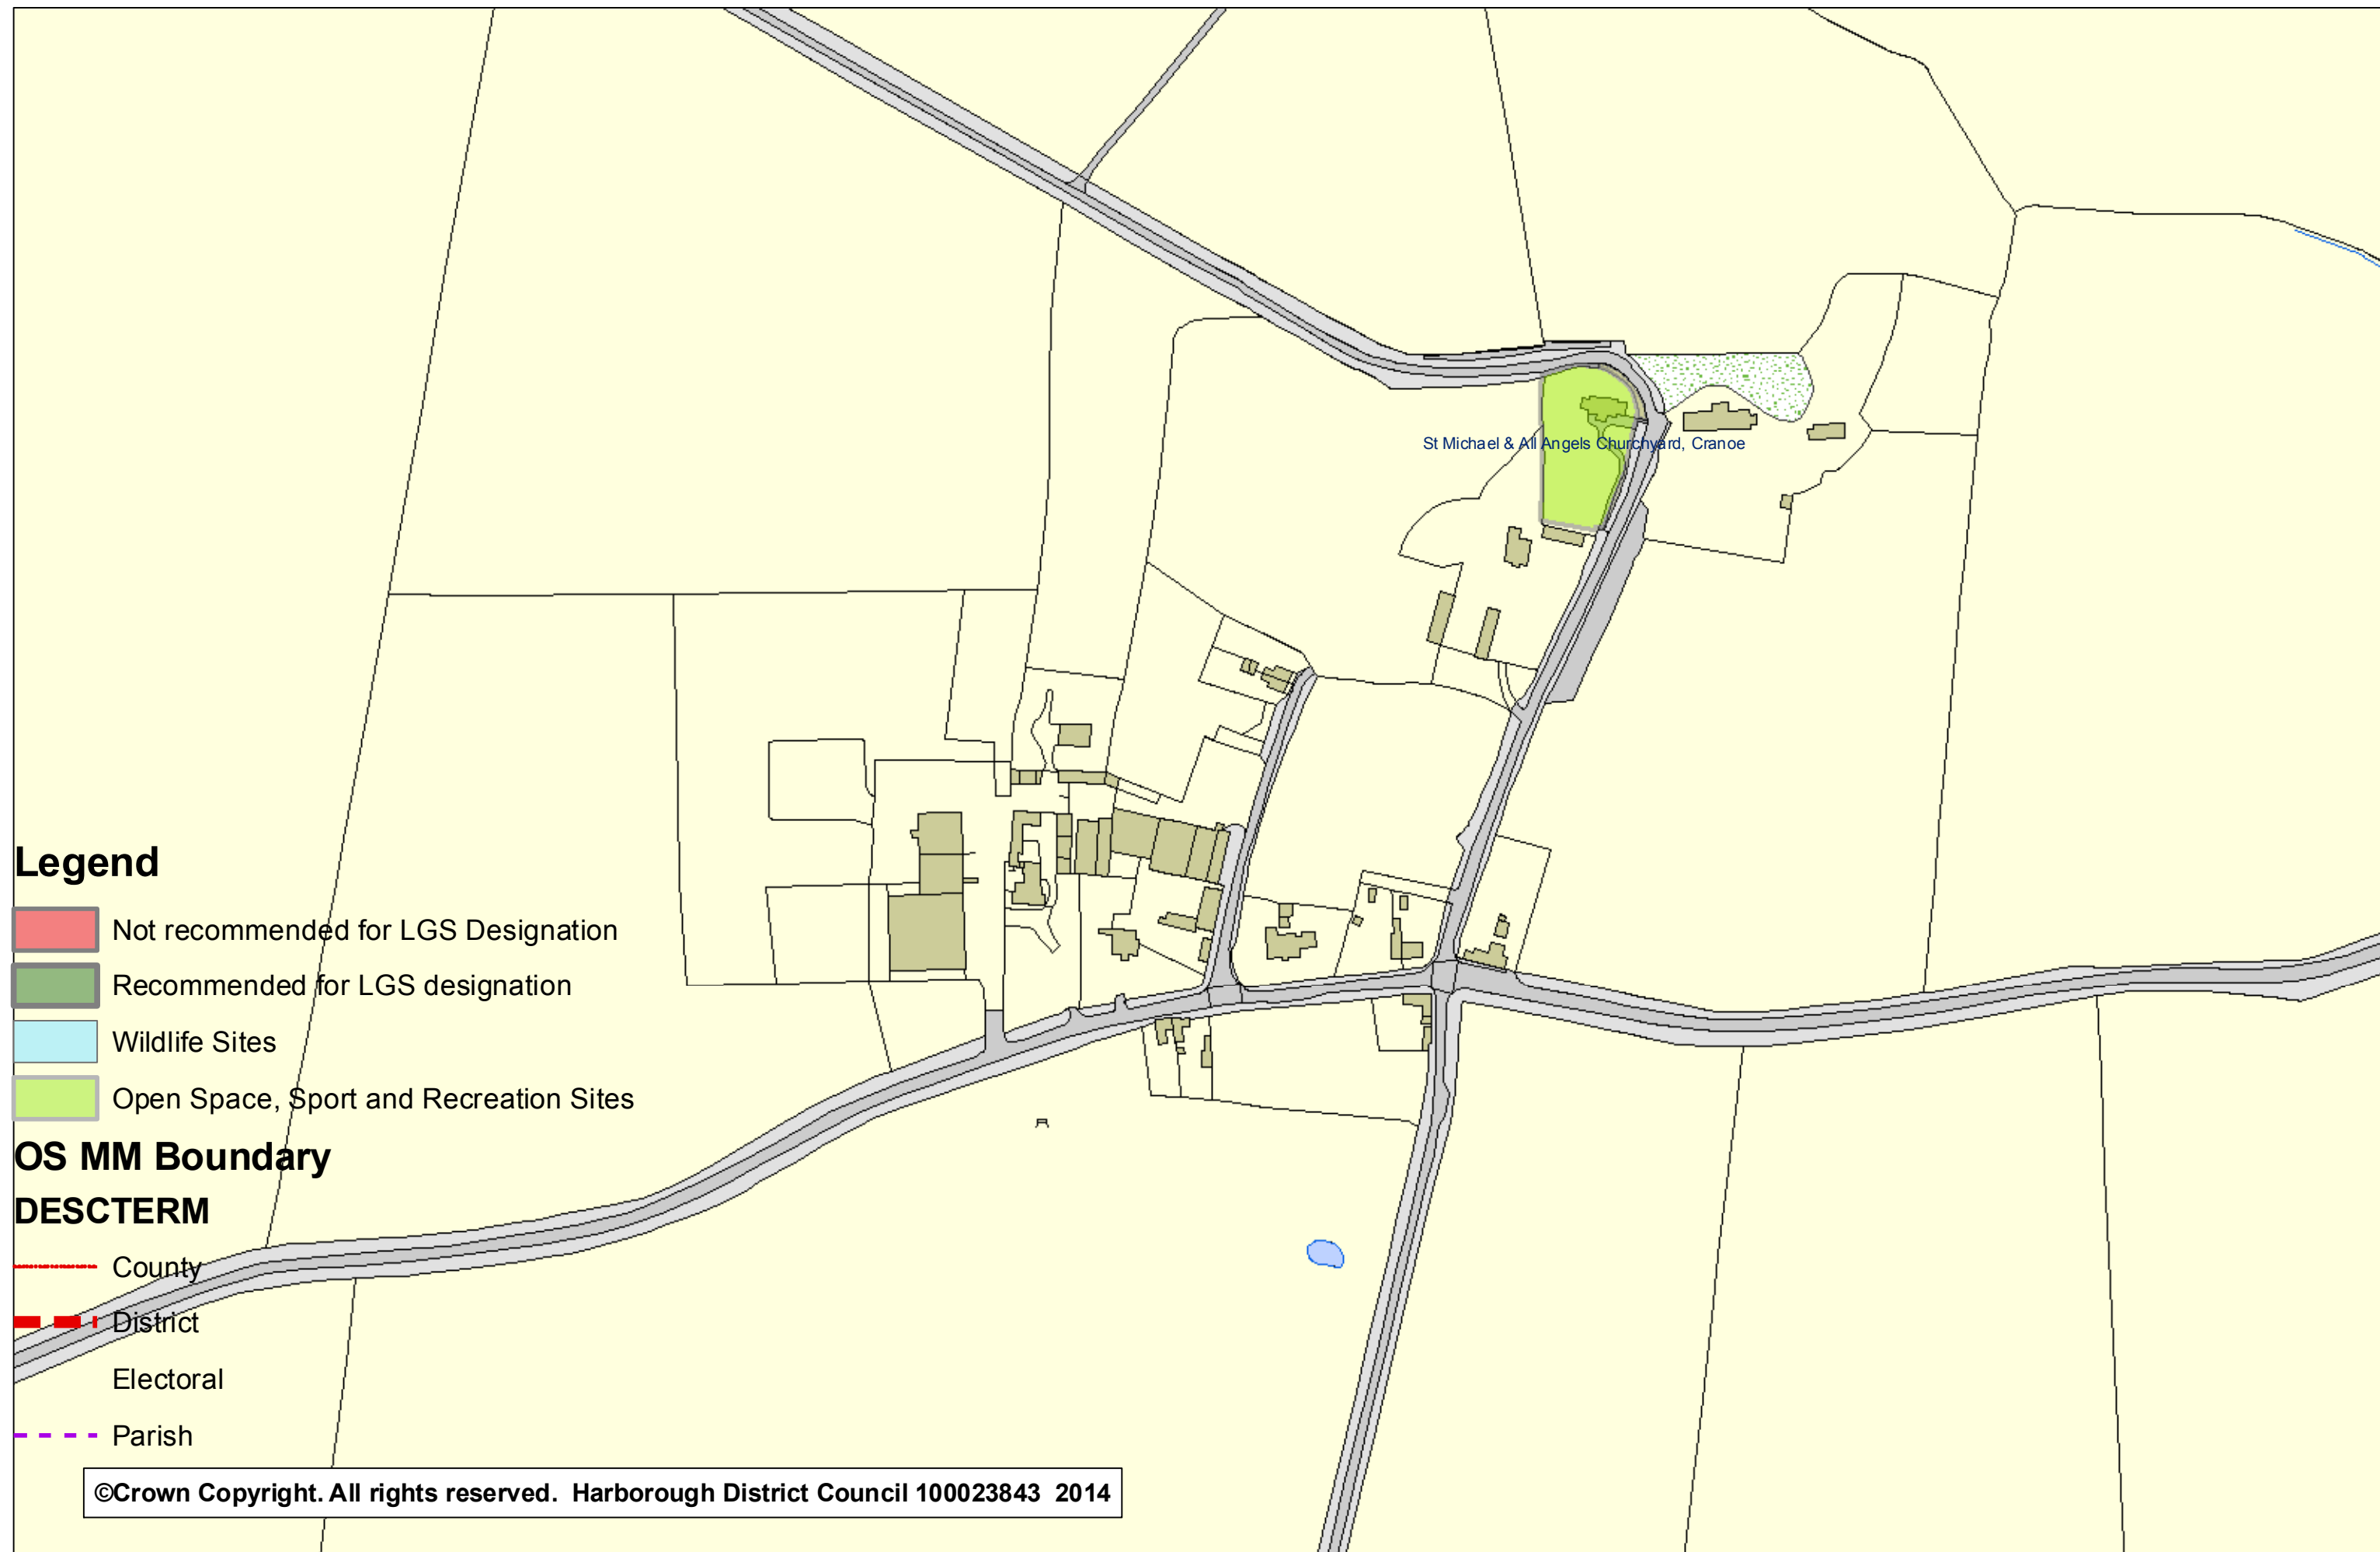 St Michael & All Angels Churchyard, Cranoe
Legend
Not recommended for LGS Designation
Recommended for LGS designation
Wildlife Sites
Open Space, Sport and Recreation Sites
OS MM Boundary
DESCTERM
County
District
Electoral
Parish
©Crown Copyright. All rights reserved. Harborough District Council 100023843 2014